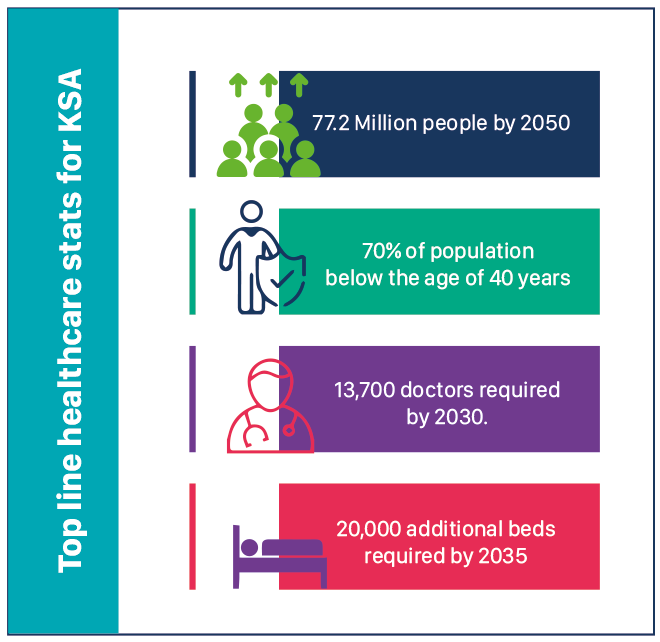 Top line healthcare stats for KSA
77.2 Million people by 2050
70% of population
below the age of 40 years
13,700 doctors required
by 2030.
20,000 additional beds
required by 2035